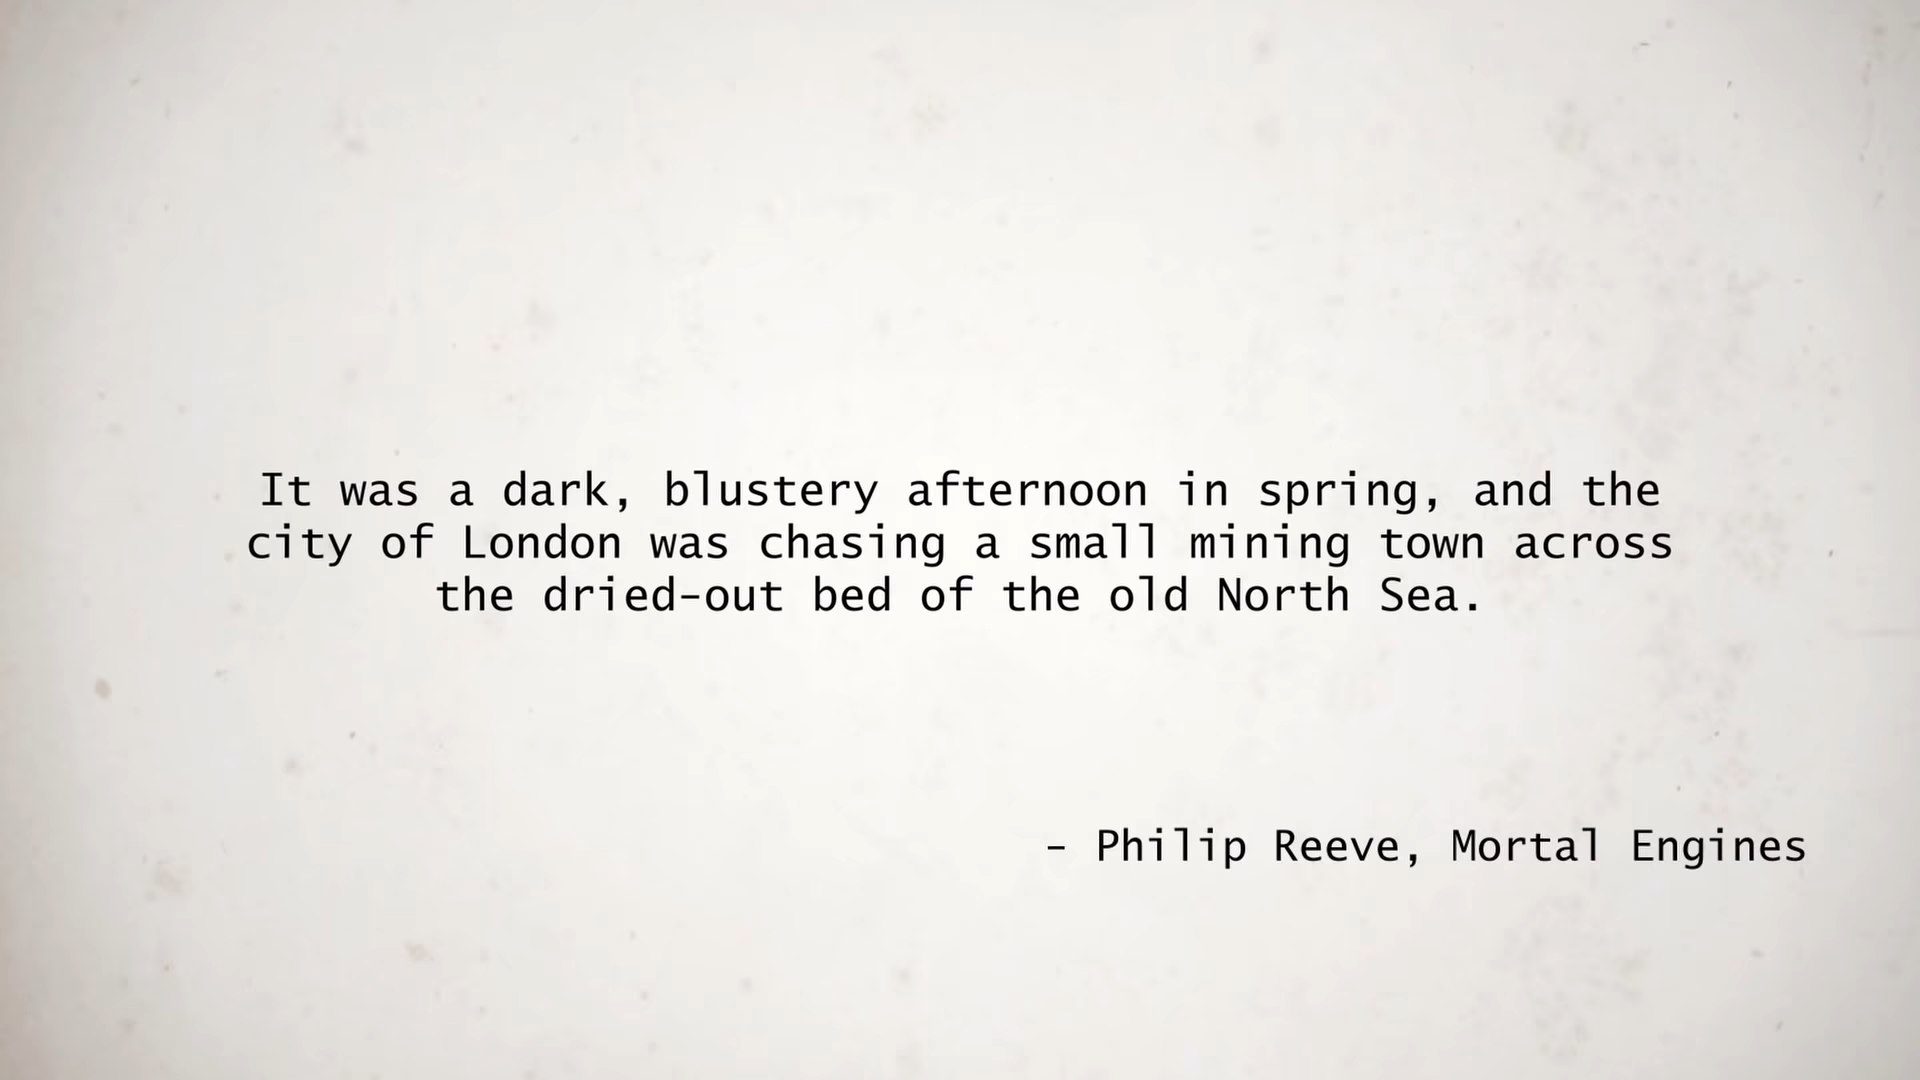 It was a dark, blustery afternoon in spring, and the
city of London was chasing a small mining town across
the dried-out bed of the old North Sea.
- Philip Reeve, Mortal Engines